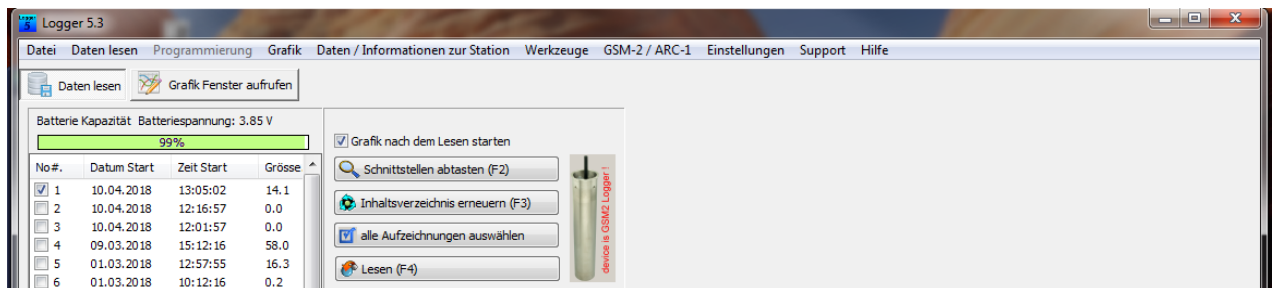 Logger 5.3
Datei Daten lesen Programmierung Grafik Daten / Informationen zur Station Werkzeuge GSM-2 / ARC-1 Einstellungen Support Hilfe
Daten lesen Grafik Fenster aufrufen
Batterie Kapazität Batteriespannung: 3.85 V
99%
No#. Datum Start Zeit Start Grösse
1 10.04.2018 13:05:02 14.1
2 10.04.2018 12:16:57 0.0
3 10.04.2018 12:01:57 0.0
4 09.03.2018 15:12:16 58.0
5 01.03.2018 12:57:55 16.3
6 01.03.2018 10:12:16 0.2
Grafik nach dem Lesen starten
Schnittstellen abtasten (F2)
Inhaltsverzeichnis erneuern (F3)
alle Aufzeichnungen auswählen
Lesen (F4)
device is GSM2 Logger !